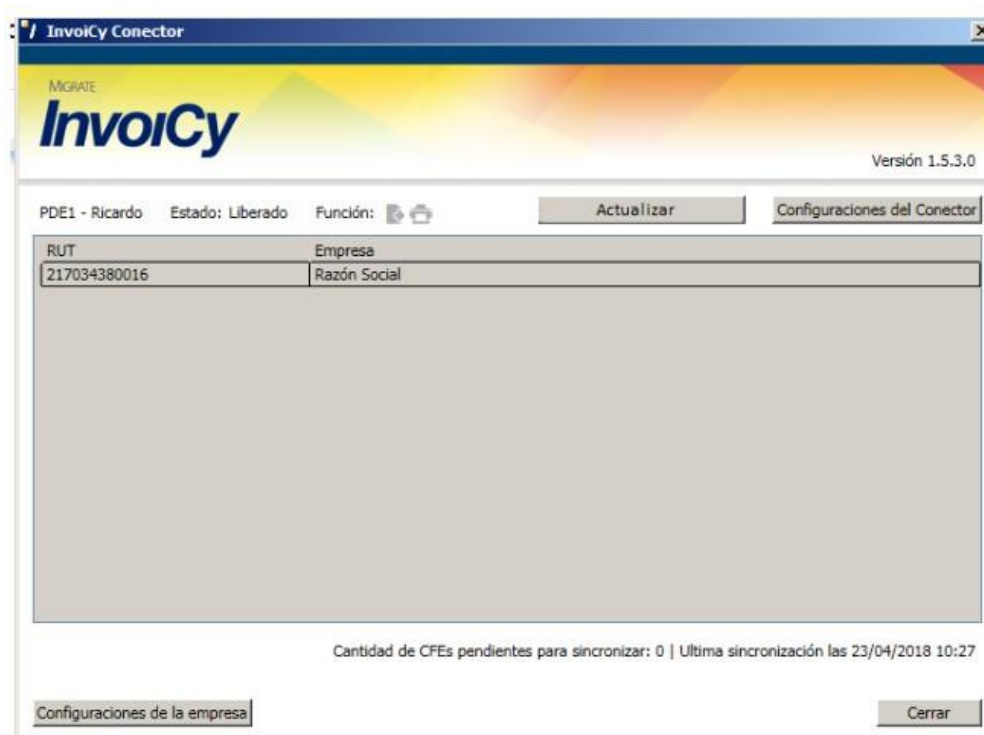 InvoiCy Conector
MIGRATE
InvoiCy
Versión 1.5.3.0
PDE1 - Ricardo Estado: Liberado Función: Actualizar Configuraciones del Conector
RUT Empresa
217034380016 Razón Social
Cantidad de CFEs pendientes para sincronizar: 0 | Ultima sincronización las 23/04/2018 10:27
Configuraciones de la empresa Cerrar